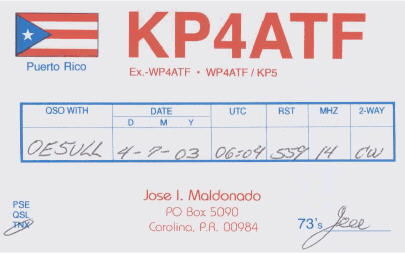 KP4ATF
Puerto Rico
Ex.-WP4ATF • WP4ATF / KP5
QSO WITH DATE UTC RST MHZ 2-WAY
D M Y
OE5ULL 4-7-03 06:04 559 14 CW
Jose I. Maldonado
PO Box 5090
Carolina, P.R. 00984
PSE
QSL
TNX
73's Jose